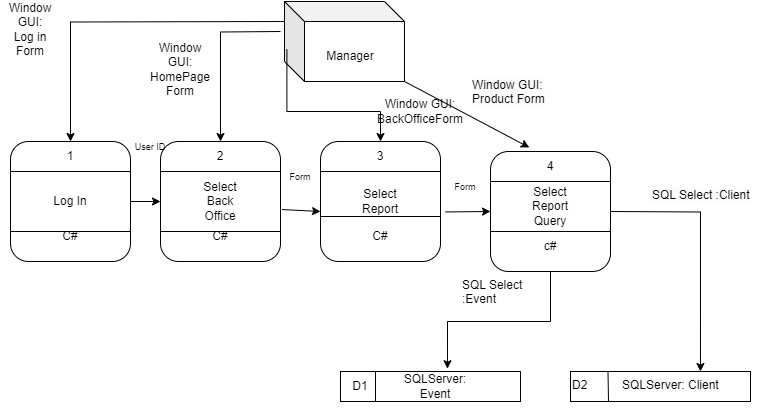 Window
GUI:
Log in
Form
Window
GUI:
HomePage
Form
Manager
Window GUI:
Product Form
Window GUI:
BackOfficeForm
1
Log In
C#
User ID
2
Select
Back
Office
C#
Form
3
Select
Report
C#
Form
4
Select
Report
Query
c#
SQL Select :Client
SQL Select
:Event
D1
SQLServer:
Event
D2
SQLServer: Client